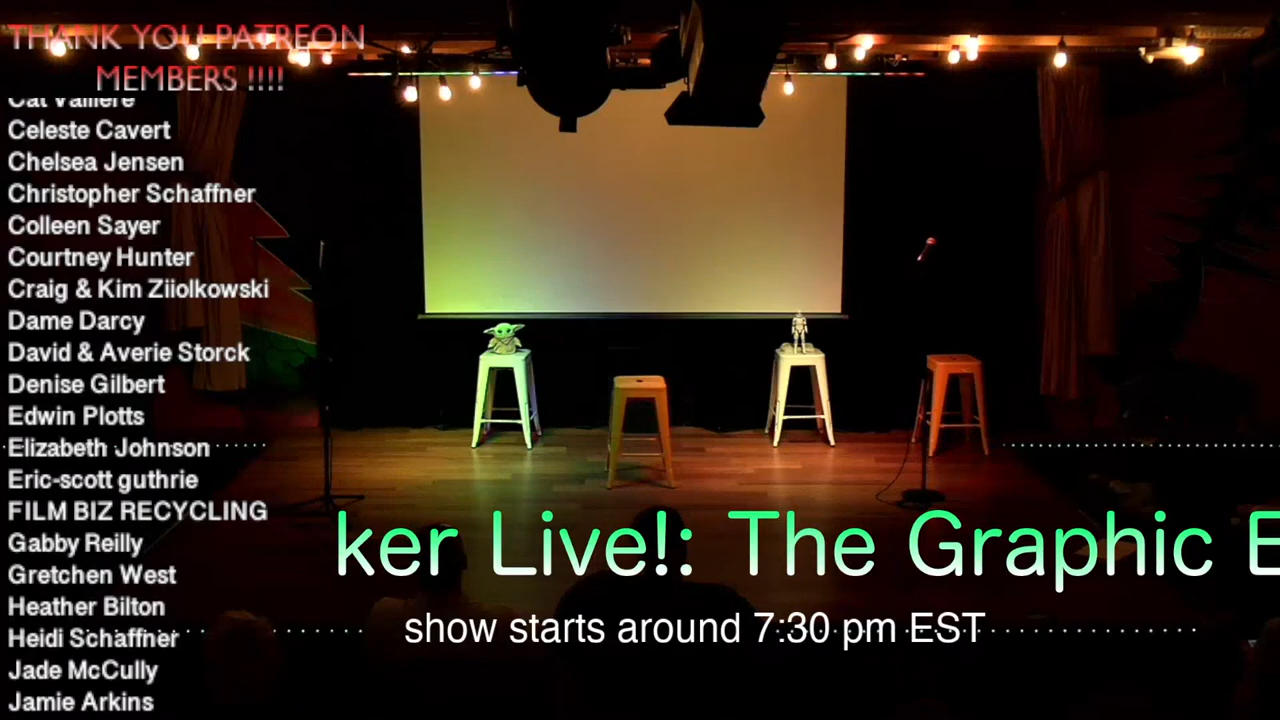 THANK YOU PATREON
MEMBERS !!!!
Cat Valliere
Celeste Cavert
Chelsea Jensen
Christopher Schaffner
Colleen Sayer
Courtney Hunter
Craig & Kim Ziiolkowski
Dame Darcy
David & Averie Storck
Denise Gilbert
Edwin Plotts
Elizabeth Johnson
Eric-scott guthrie
FILM BIZ RECYCLING
Gabby Reilly
Gretchen West
Heather Bilton
Heidi Schaffner
Jade McCully
Jamie Arkins
ker Live!: The Graphic E
show starts around 7:30 pm EST